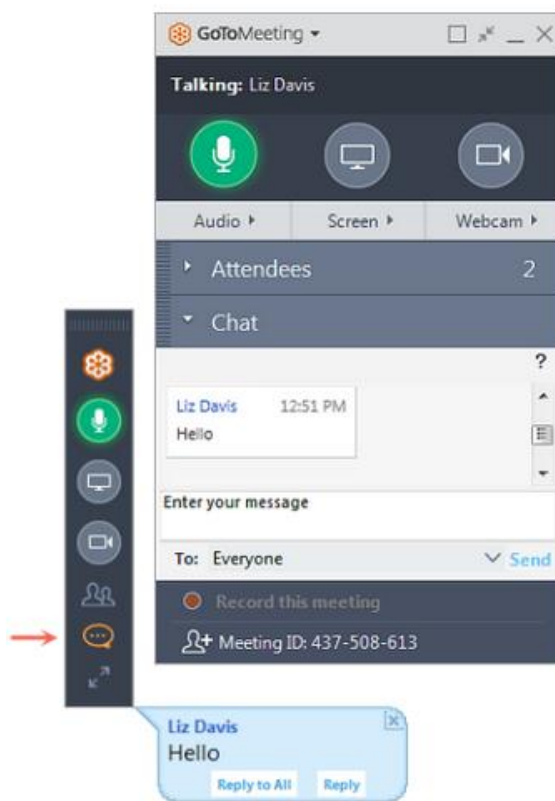 GoToMeeting
Talking: Liz Davis
Audio Screen Webcam
Attendees 2
Chat
?
Liz Davis 12:51 PM
Hello
Enter your message
To: Everyone Send
Record this meeting
Meeting ID: 437-508-613
Liz Davis
Hello
Reply to All Reply